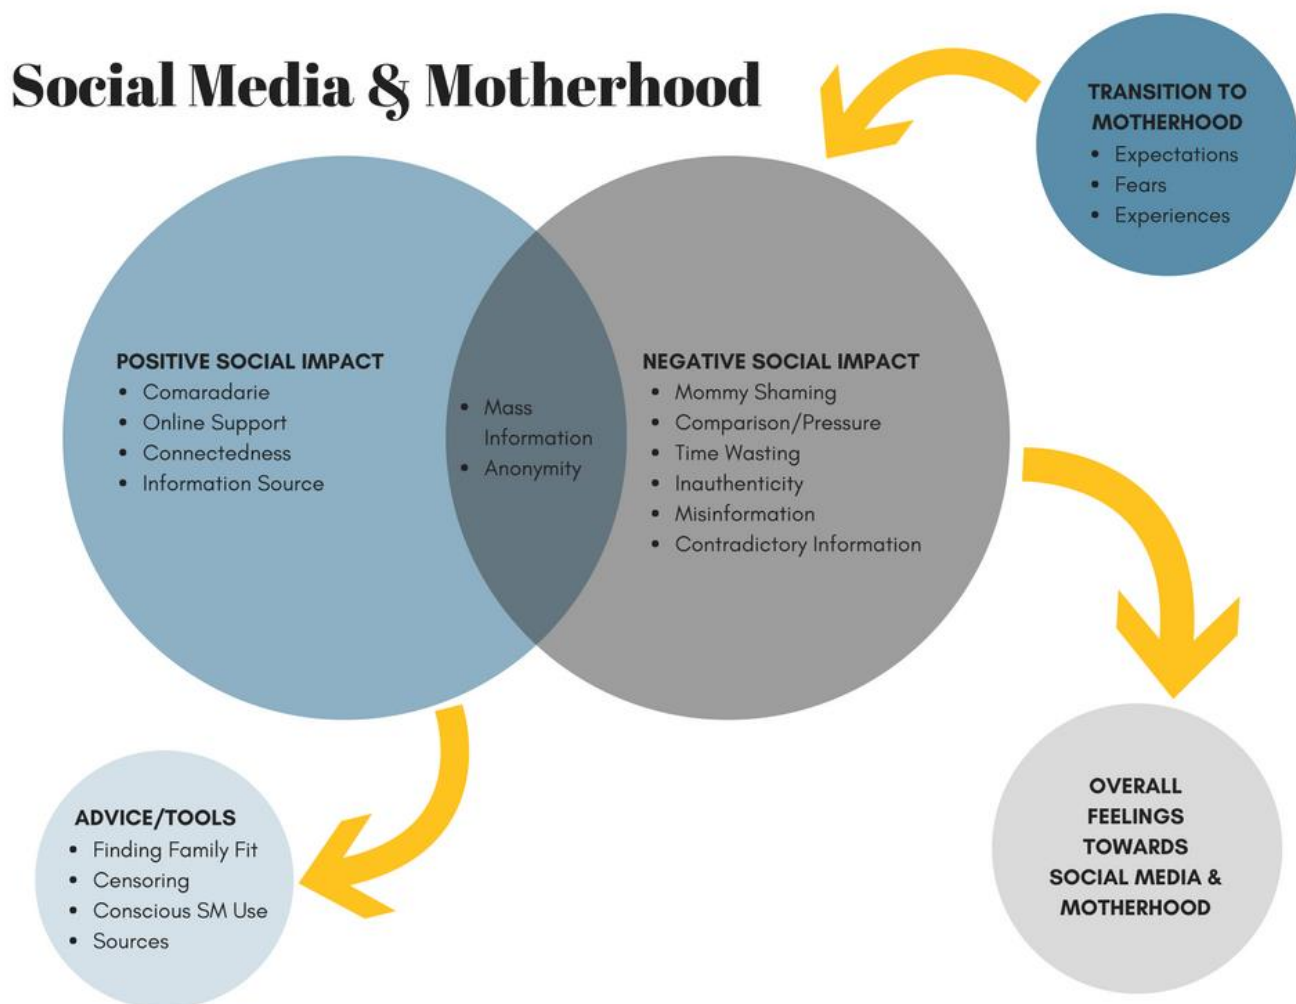 Social Media & Motherhood
TRANSITION TO
MOTHERHOOD
• Expectations
• Fears
• Experiences
POSITIVE SOCIAL IMPACT
• Comaradarie
• Online Support
• Connectedness
• Information Source
• Mass
Information
• Anonymity
NEGATIVE SOCIAL IMPACT
• Mommy Shaming
• Comparison/Pressure
• Time Wasting
• Inauthenticity
• Misinformation
• Contradictory Information
ADVICE/TOOLS
• Finding Family Fit
• Censoring
• Conscious SM Use
• Sources
OVERALL
FEELINGS
TOWARDS
SOCIAL MEDIA &
MOTHERHOOD